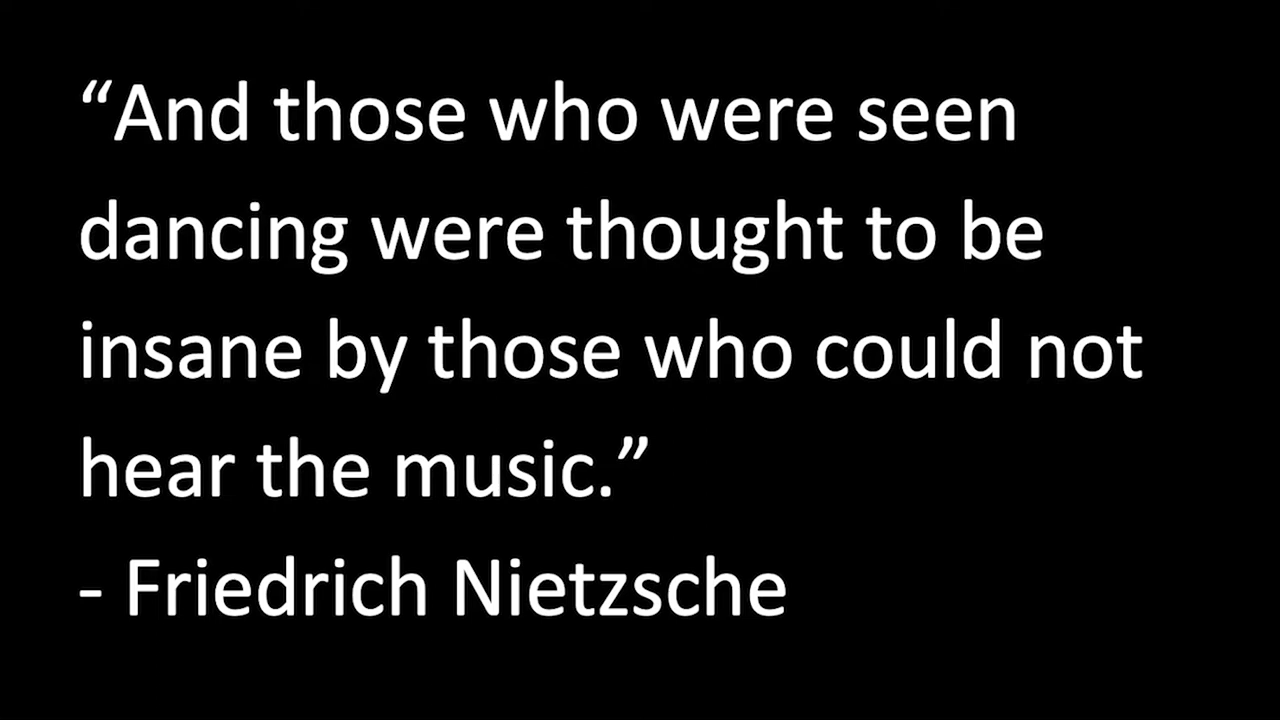 “And those who were seen
dancing were thought to be
insane by those who could not
hear the music.”
- Friedrich Nietzsche